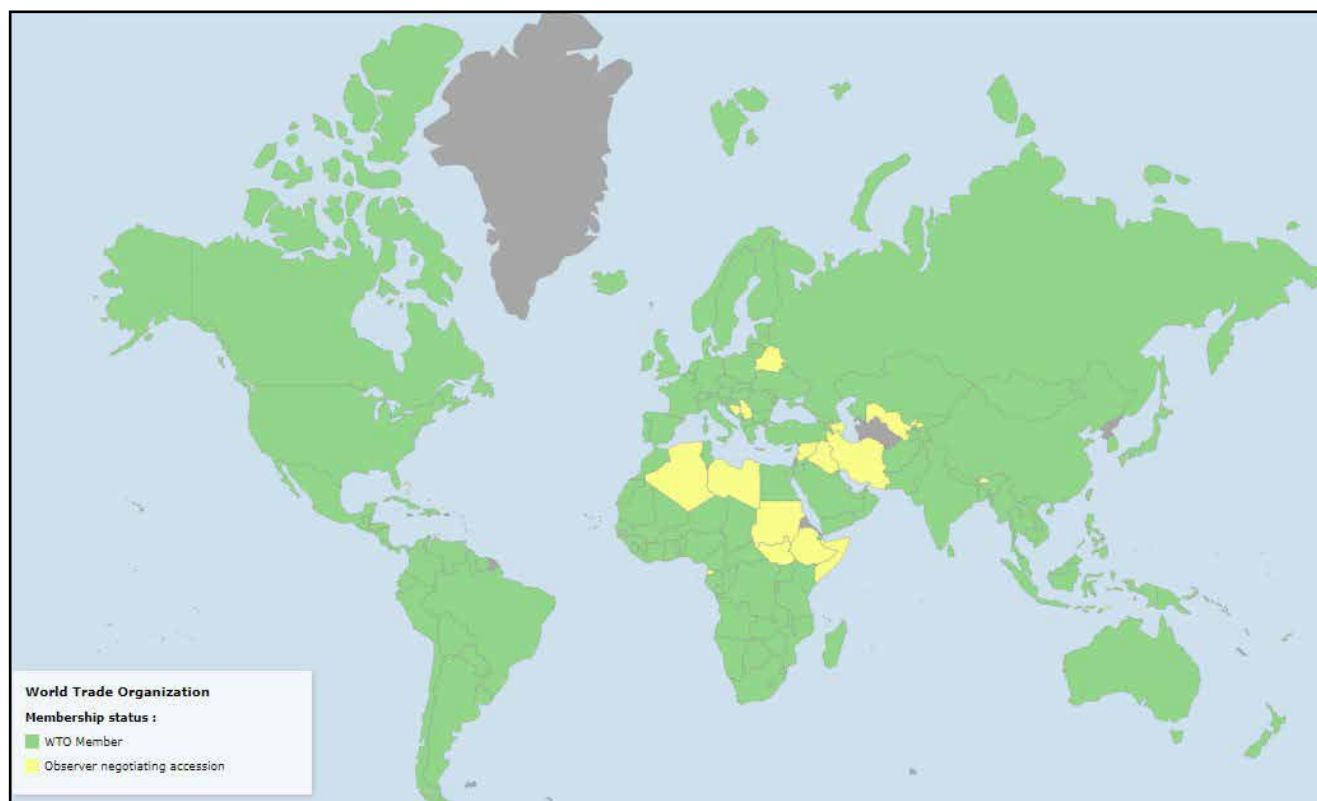 World Trade Organization
Membership status :
WTO Member
Observer negotiating accession